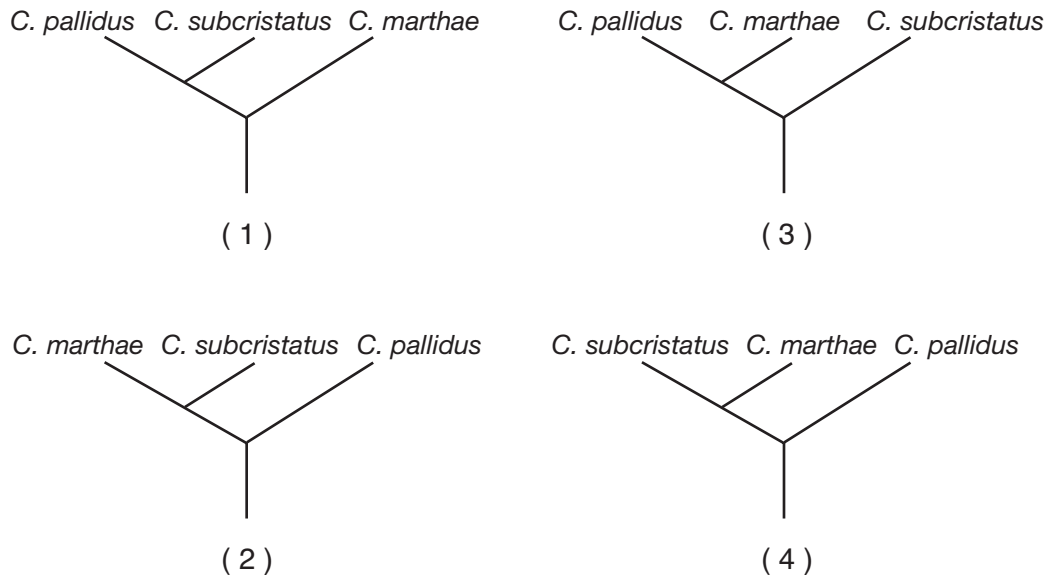 C. pallidus C. subcristatus C. marthae
( 1 )
C. pallidus C. marthae C. subcristatus
( 3 )
C. marthae C. subcristatus C. pallidus
( 2 )
C. subcristatus C. marthae C. pallidus
( 4 )